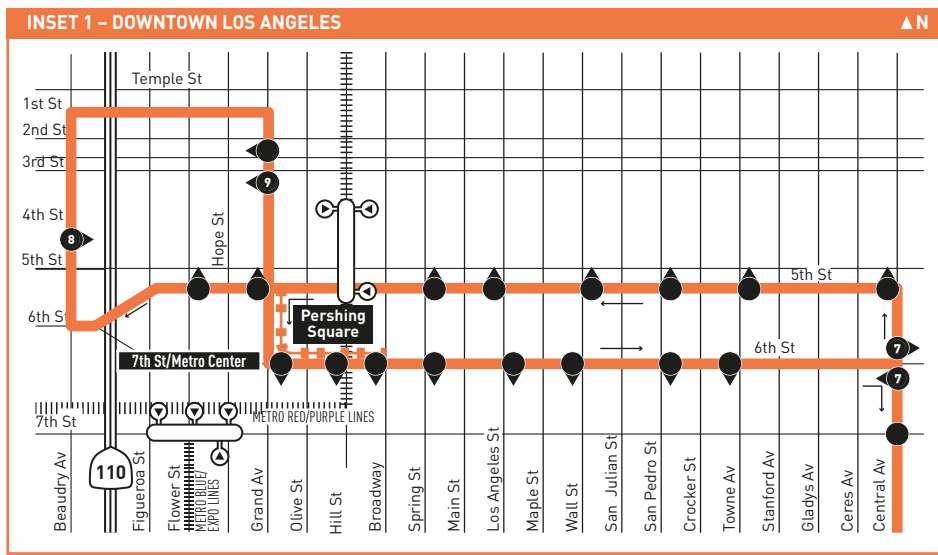 INSET 1 – DOWNTOWN LOS ANGELES
▲N
Temple St
1st St
2nd St
3rd St
9
4th St
Hope St
8
5th St
5th St
6th St
Pershing
Square
7th St/Metro Center
6th St
7
7
METRO RED/PURPLE LINES
7th St
110
Beaudry Av
Figueroa St
Flower St
METRO BLUE/
EXPO LINES
Grand Av
Olive St
Hill St
Broadway
Spring St
Main St
Los Angeles St
Maple St
Wall St
San Julian St
San Pedro St
Crocker St
Towne Av
Stanford Av
Gladys Av
Ceres Av
Central Av